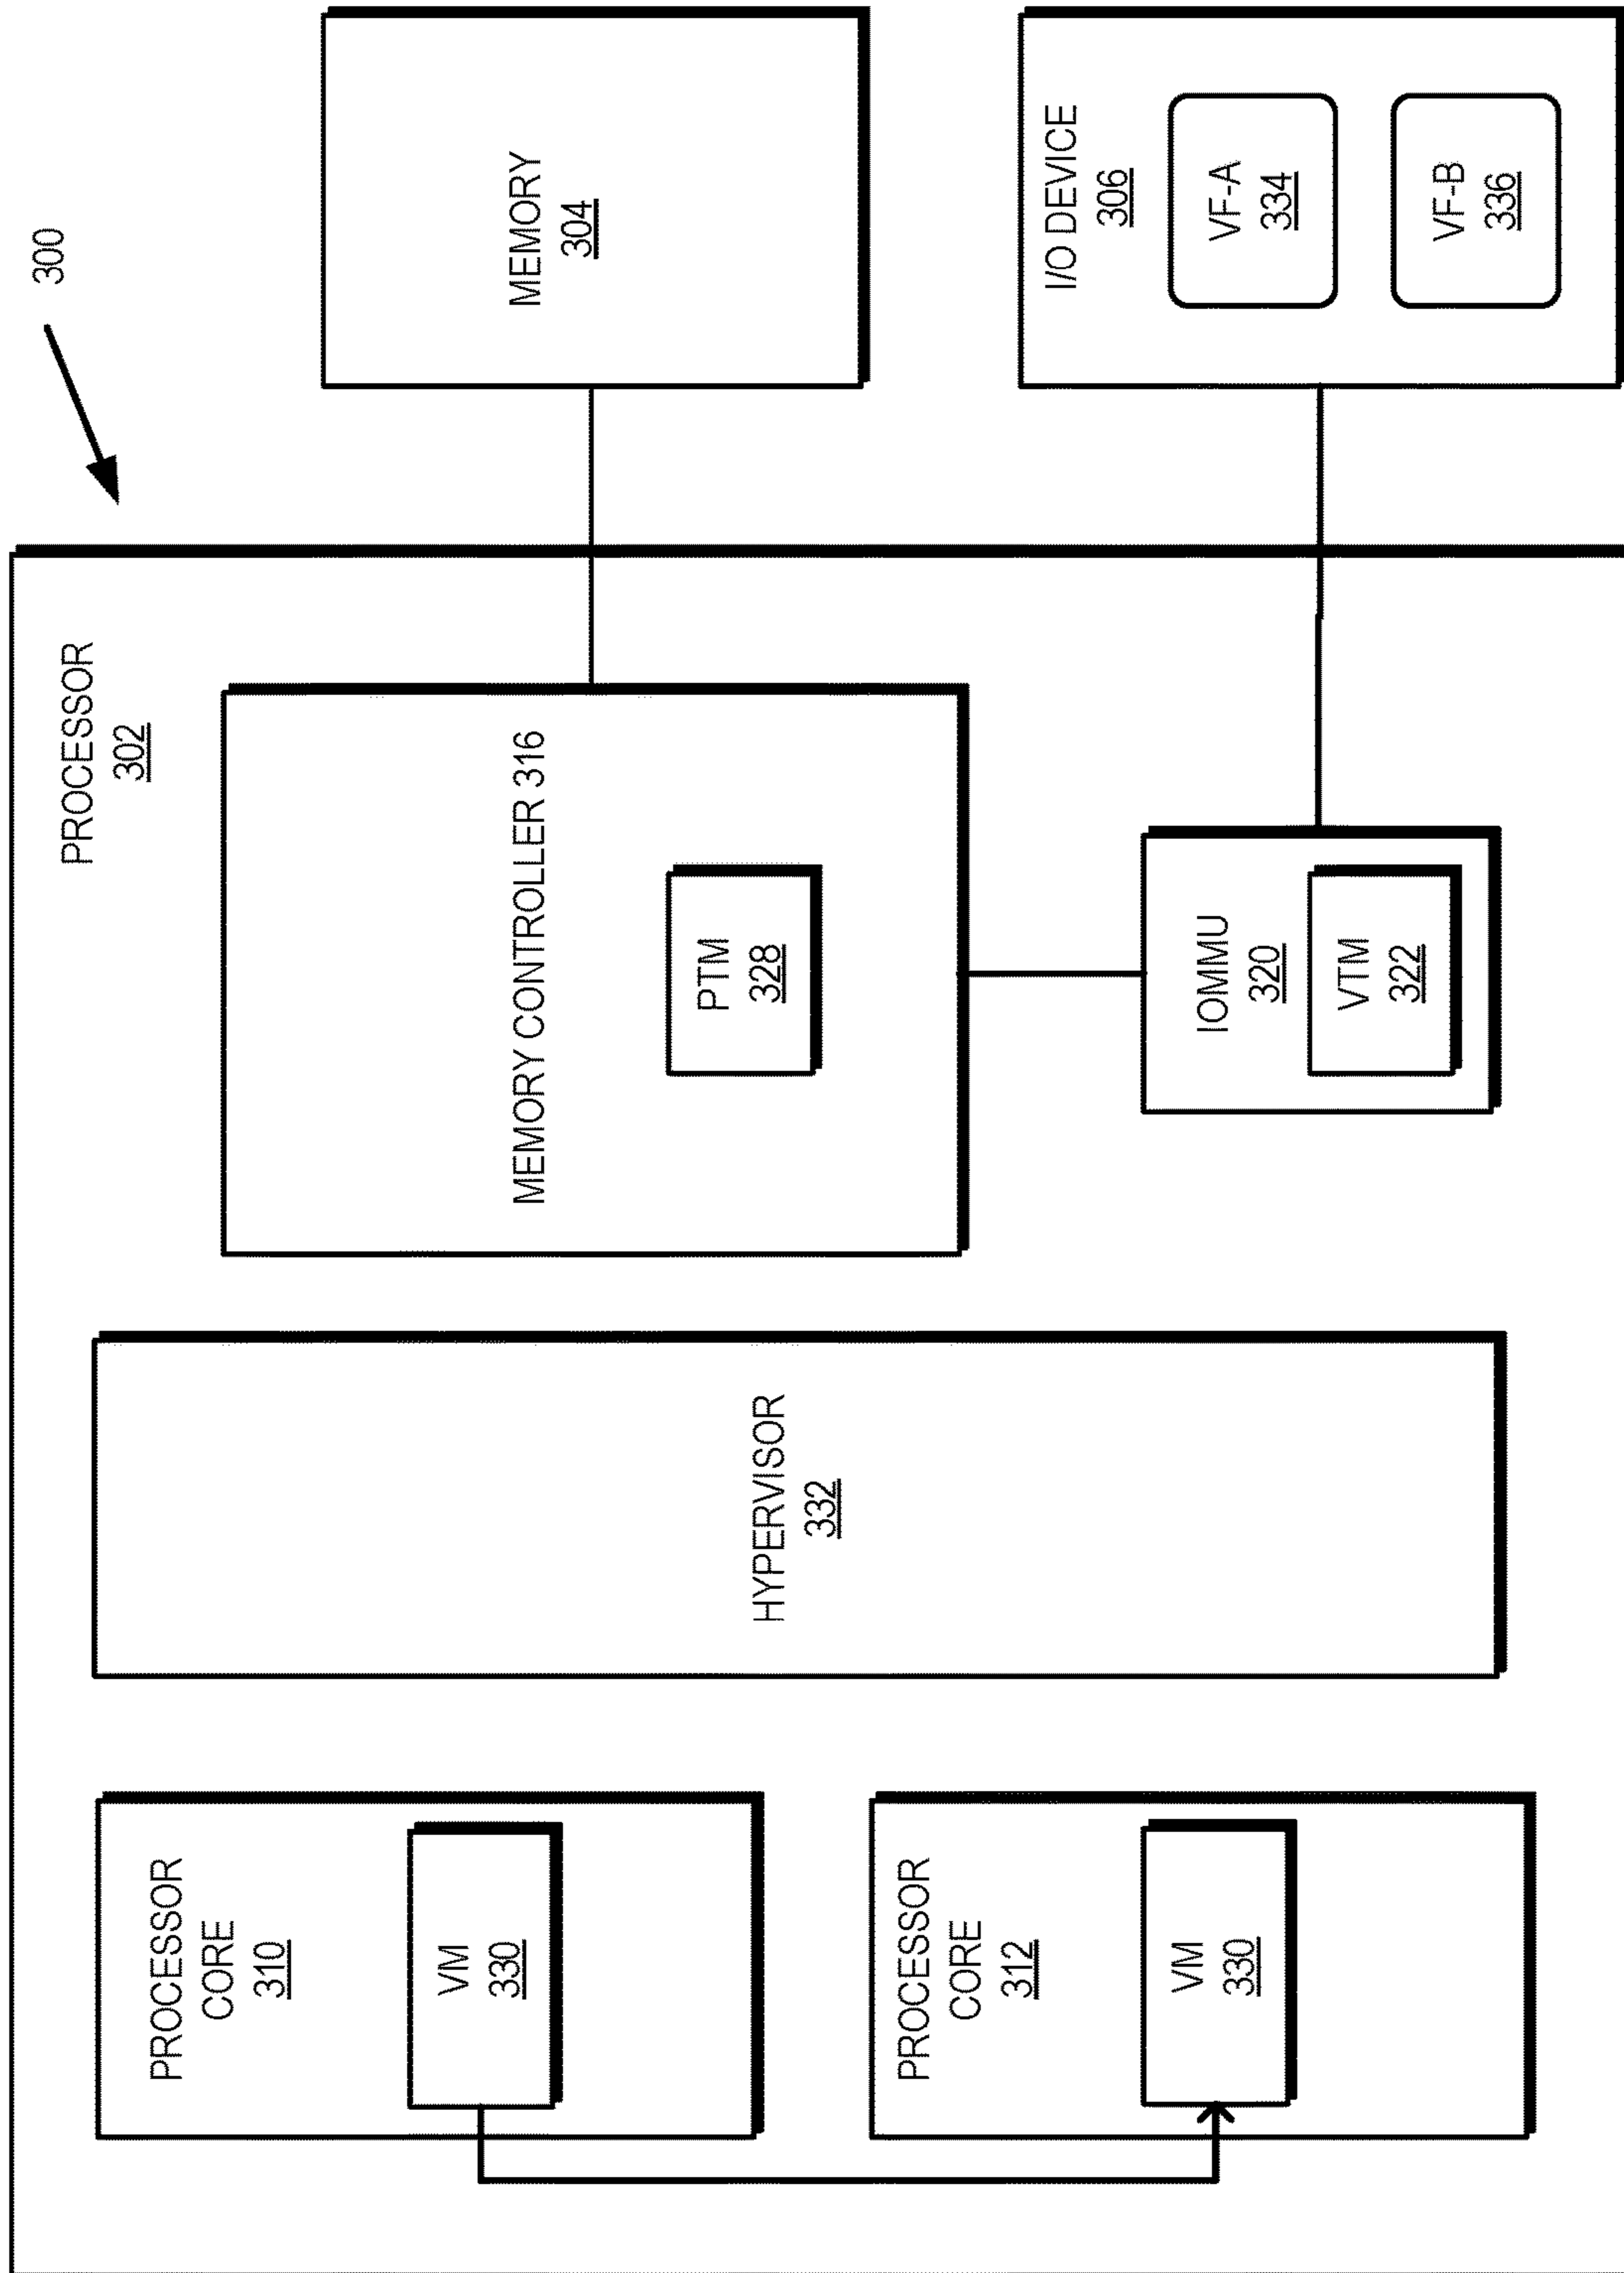 300
PROCESSOR
302
PROCESSOR
CORE
310
VM
330
PROCESSOR
CORE
312
VM
330
HYPERVISOR
332
MEMORY CONTROLLER 316
PTM
328
IOMMU
320
VTM
322
MEMORY
304
I/O DEVICE
306
VF-A
334
VF-B
336